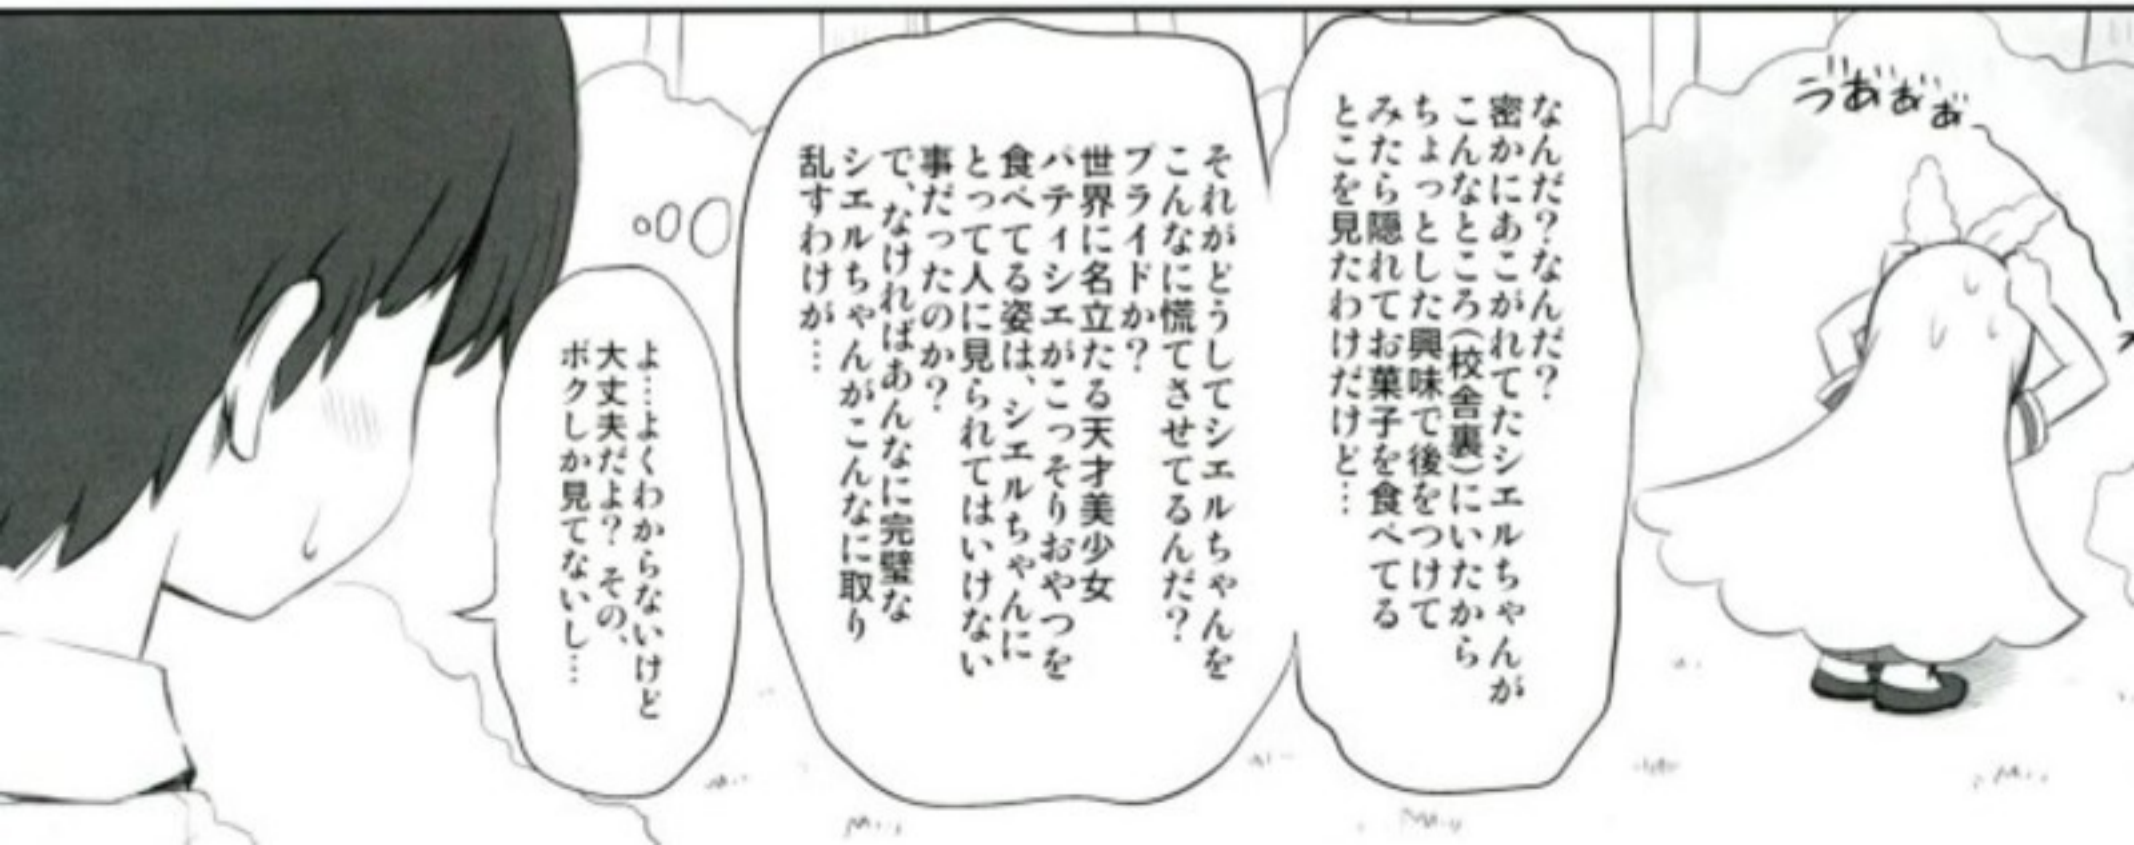 うあ゛あ゛ぁ゛
なんだ？なんだ？
密かにあこがれてたシエルちゃんが
こんなところ(校舎裏)にいたから
ちょっとした興味で後をつけて
みたら隠れてお菓子を食べてる
とこを見たわけだけど…
それがどうしてシエルちゃんを
こんなに慌てさせてるんだ？
プライドか？
世界に名立たる天才美少女
パティシエがこっそりおやつを
食べてる姿は、シエルちゃんに
とって人に見られてはいけない
事だったのか？
で、なければあんなに完璧な
シエルちゃんがこんなに取り
乱すわけが…
よ…よくわからないけど
大丈夫だよ？その、
ボクしか見てないし…